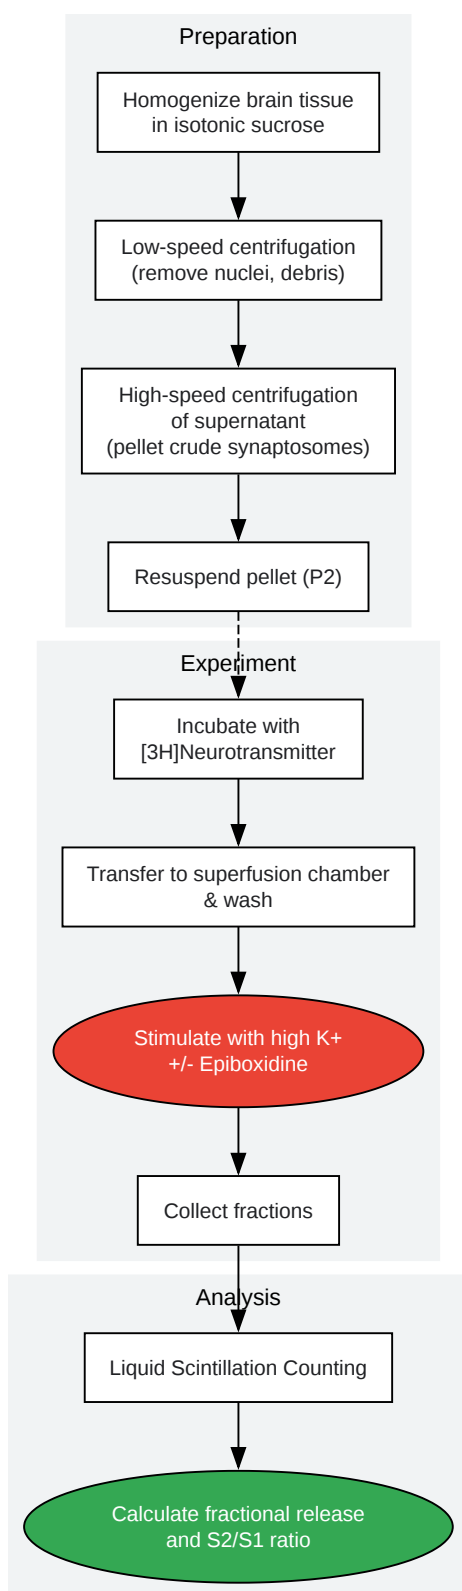 Preparation
Homogenize brain tissue
in isotonic sucrose
Low-speed centrifugation
(remove nuclei, debris)
High-speed centrifugation
of supernatant
(pellet crude synaptosomes)
Resuspend pellet (P2)
Experiment
Incubate with
[3H]Neurotransmitter
Transfer to superfusion chamber
& wash
Stimulate with high K+
+/- Epiboxidine
Collect fractions
Analysis
Liquid Scintillation Counting
Calculate fractional release
and S2/S1 ratio